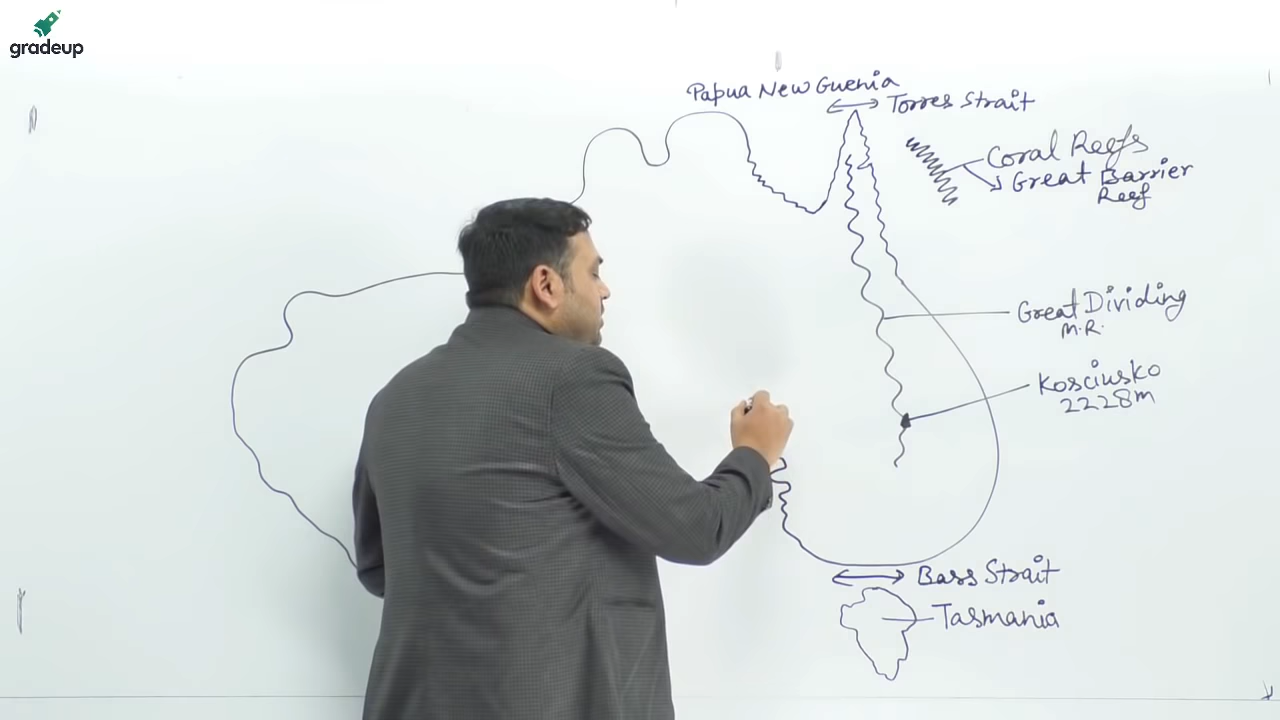 gradeup
Papua New Guenia
Torres Strait
Coral Reefs
Great Barrier
Reef
Great Dividing
M.R.
Kosciusko
2228m
Bass Strait
Tasmania